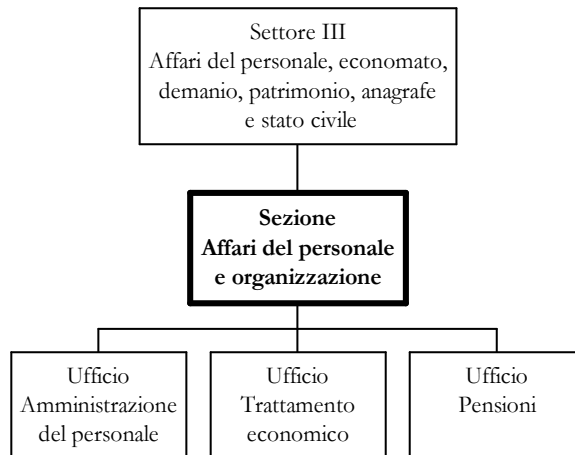 Settore III
Affari del personale, economato,
demanio, patrimonio, anagrafe
e stato civile
Sezione
Affari del personale
e organizzazione
Ufficio
Amministrazione
del personale
Ufficio
Trattamento
economico
Ufficio
Pensioni